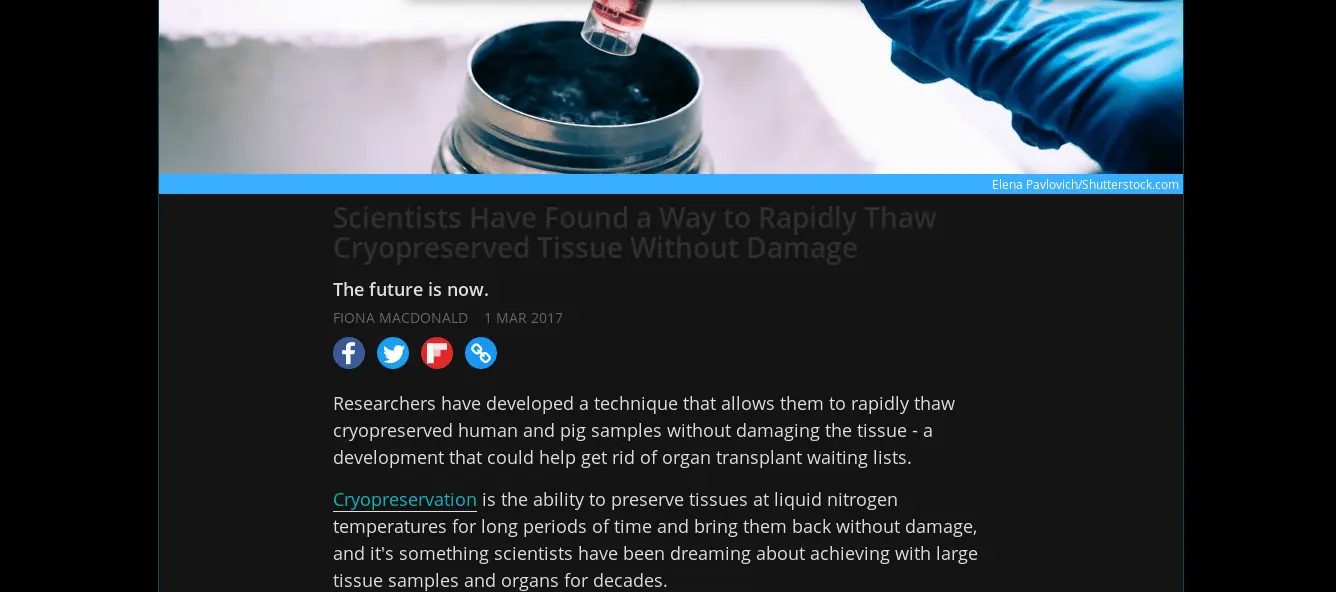 Elena Pavlovich/Shutterstock.com
Scientists Have Found a Way to Rapidly Thaw
Cryopreserved Tissue Without Damage
The future is now.
FIONA MACDONALD 1 MAR 2017
Researchers have developed a technique that allows them to rapidly thaw
cryopreserved human and pig samples without damaging the tissue - a
development that could help get rid of organ transplant waiting lists.
Cryopreservation is the ability to preserve tissues at liquid nitrogen
temperatures for long periods of time and bring them back without damage,
and it's something scientists have been dreaming about achieving with large
tissue samples and organs for decades.